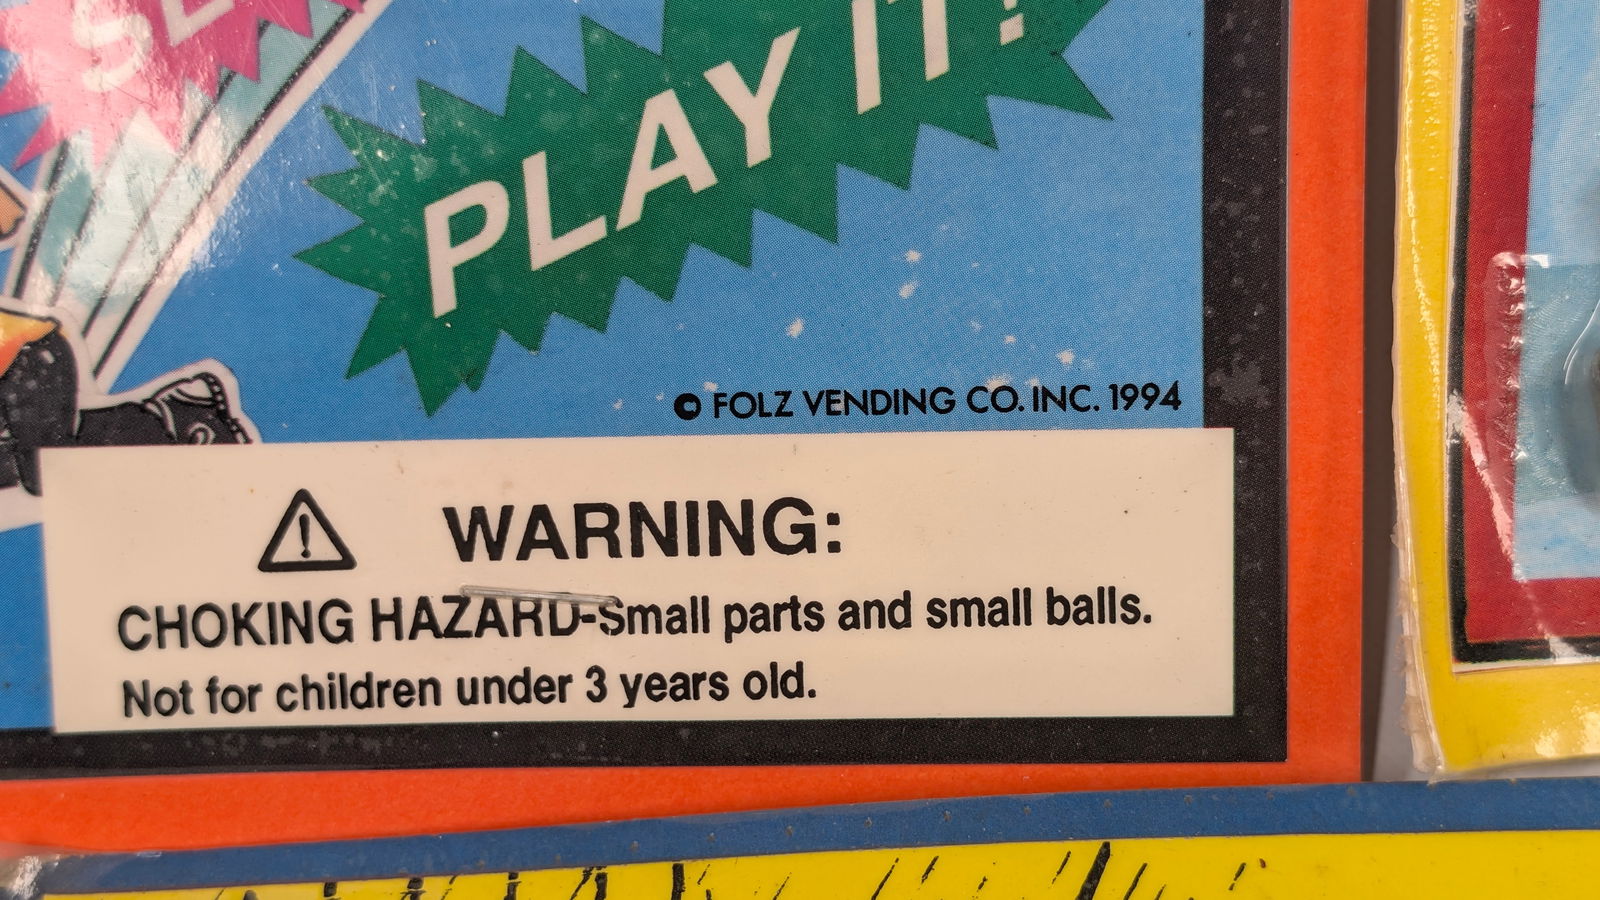 PLAY IT!
© FOLZ VENDING CO. INC. 1994
WARNING:
CHOKING HAZARD-Small parts and small balls.
Not for children under 3 years old.